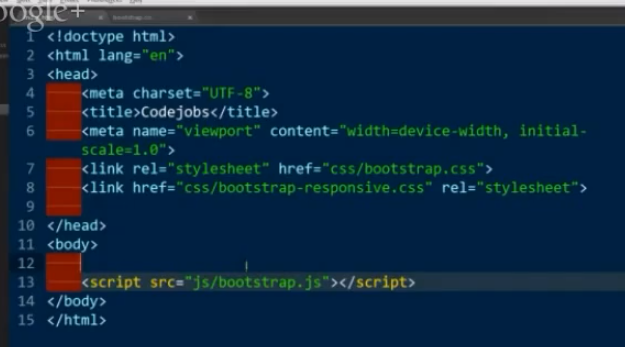 oogle+
bootstrap.cs
1 <!doctype html>
2 <html lang="en">
3 <head>
4 <meta charset="UTF-8">
5 <title>Codejobs</title>
6 <meta name="viewport" content="width=device-width, initial-
scale=1.0">
7 <link rel="stylesheet" href="css/bootstrap.css">
8 <link href="css/bootstrap-responsive.css" rel="stylesheet">
9
10 </head>
11 <body>
12
13 <script src="js/bootstrap.js"></script>
14 </body>
15 </html>